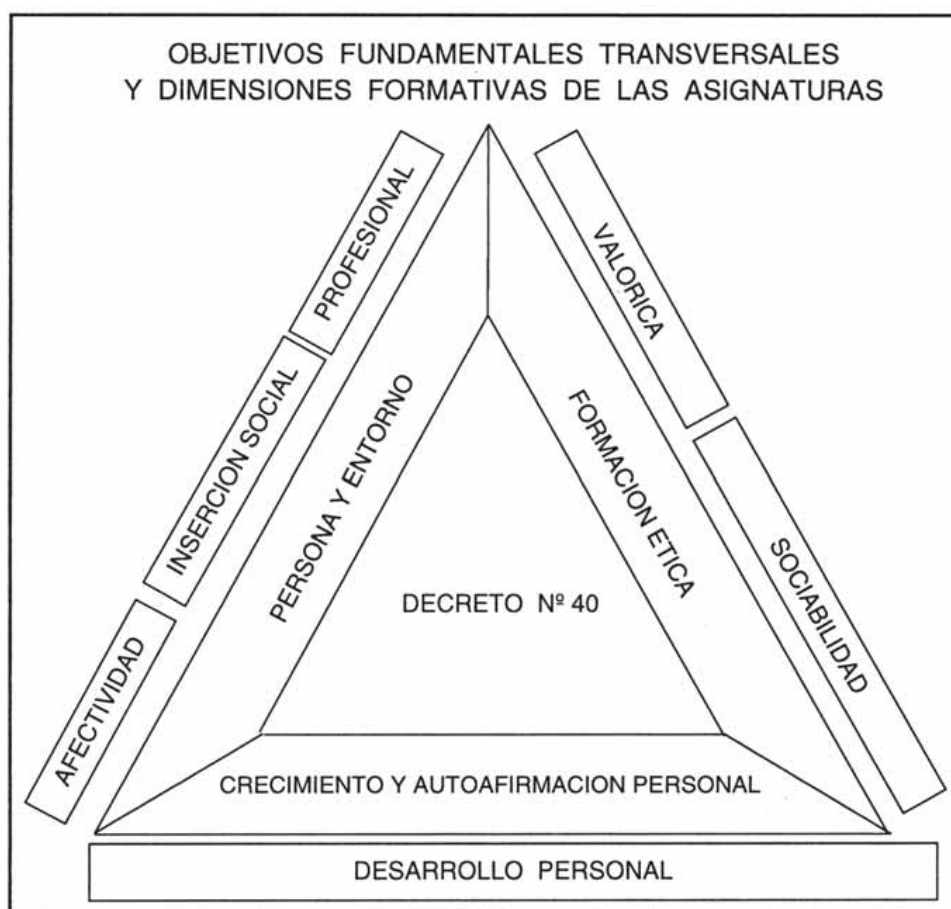 OBJETIVOS FUNDAMENTALES TRANSVERSALES
Y DIMENSIONES FORMATIVAS DE LAS ASIGNATURAS
PROFESIONAL
INSERCION SOCIAL
AFECTIVIDAD
PERSONA Y ENTORNO
DECRETO Nº 40
FORMACION ETICA
VALORICA
SOCIABILIDAD
CRECIMIENTO Y AUTOAFIRMACION PERSONAL
DESARROLLO PERSONAL